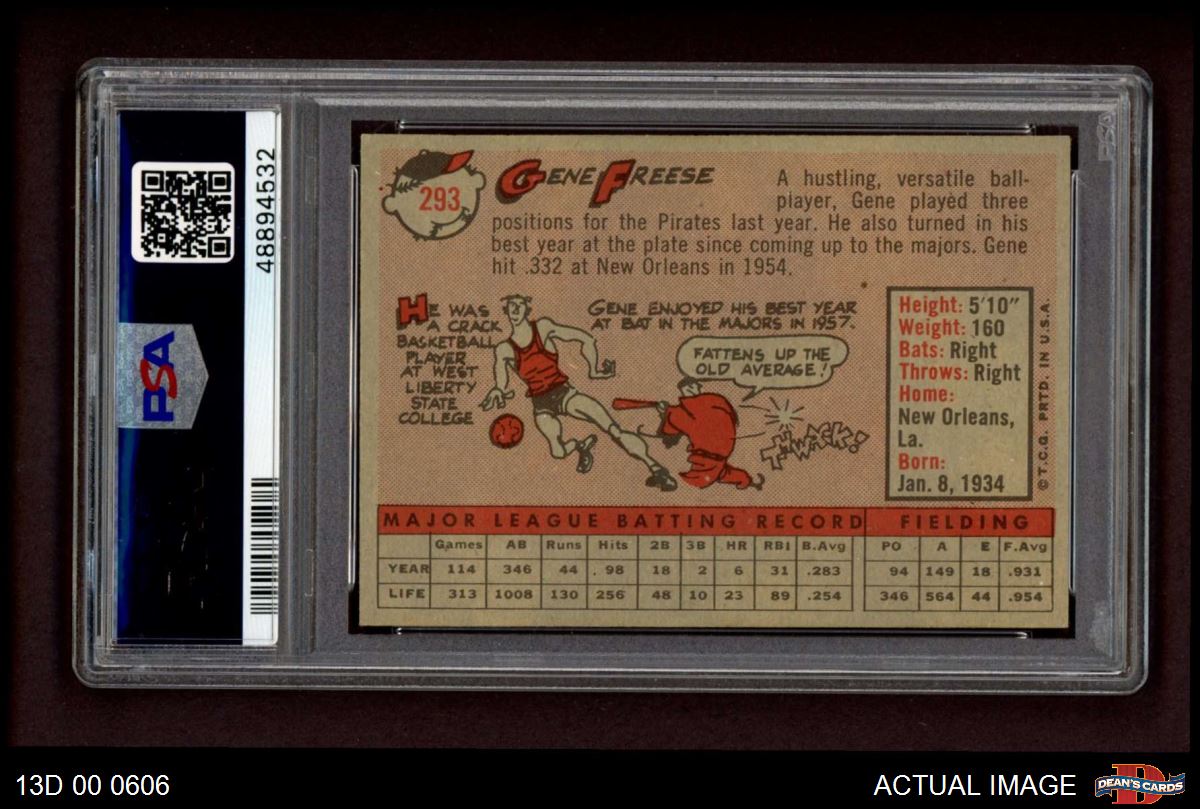 48894532
PSA
PSA
293
GENE FREESE
A hustling, versatile ball-
player, Gene played three
positions for the Pirates last year. He also turned in his
best year at the plate since coming up to the majors. Gene
hit .332 at New Orleans in 1954.
HE WAS
A CRACK
BASKETBALL
PLAYER
AT WEST
LIBERTY
STATE
COLLEGE
GENE ENJOYED HIS BEST YEAR
AT BAT IN THE MAJORS IN 1957.
FATTENS UP THE
OLD AVERAGE!
THWACK!
Height: 5'10"
Weight: 160
Bats: Right
Throws: Right
Home:
New Orleans,
La.
Born:
Jan. 8, 1934
©T.C.G. PRTD. IN U.S.A.
MAJOR LEAGUE BATTING RECORD FIELDING
Games AB Runs Hits 2B 3B HR RBI B.Avg PO A E F.Avg
YEAR 114 346 44 98 18 2 6 31 .283 94 149 18 .931
LIFE 313 1008 130 256 48 10 23 89 .254 346 564 44 .954
13D 00 0606
ACTUAL IMAGE
D
DEAN'S CARDS